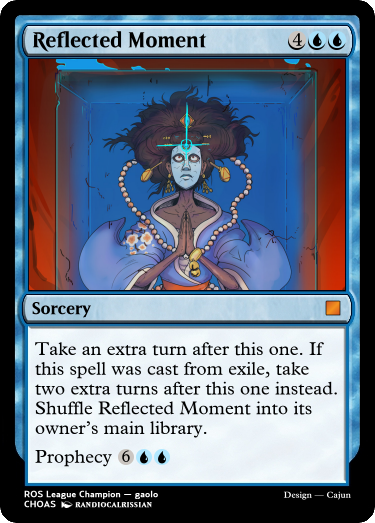 Reflected Moment 4
Sorcery
Take an extra turn after this one. If
this spell was cast from exile, take
two extra turns after this one instead.
Shuffle Reflected Moment into its
owner's main library.
Prophecy 6
ROS League Champion — gaolo
CHOAS RANDIOCALRISSIAN
Design — Cajun